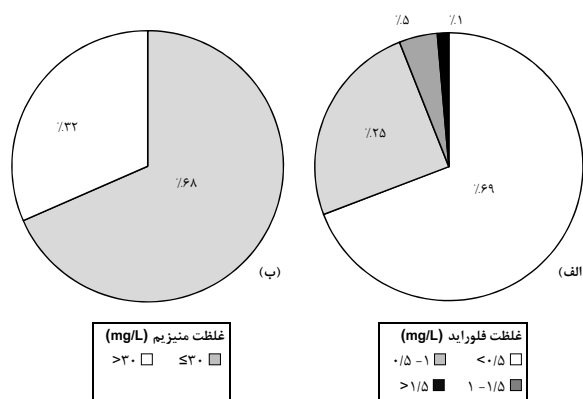 ٪۱
٪۵
٪۲۵
٪۶۹
الف)
٪۳۲
٪۶۸
(ب)
غلظت فلوراید (mg/L)
<۰/۵ ۰/۵ -۱
۱ -۱/۵ >۱/۵
غلظت منیزیم (mg/L)
≤۳۰ >۳۰